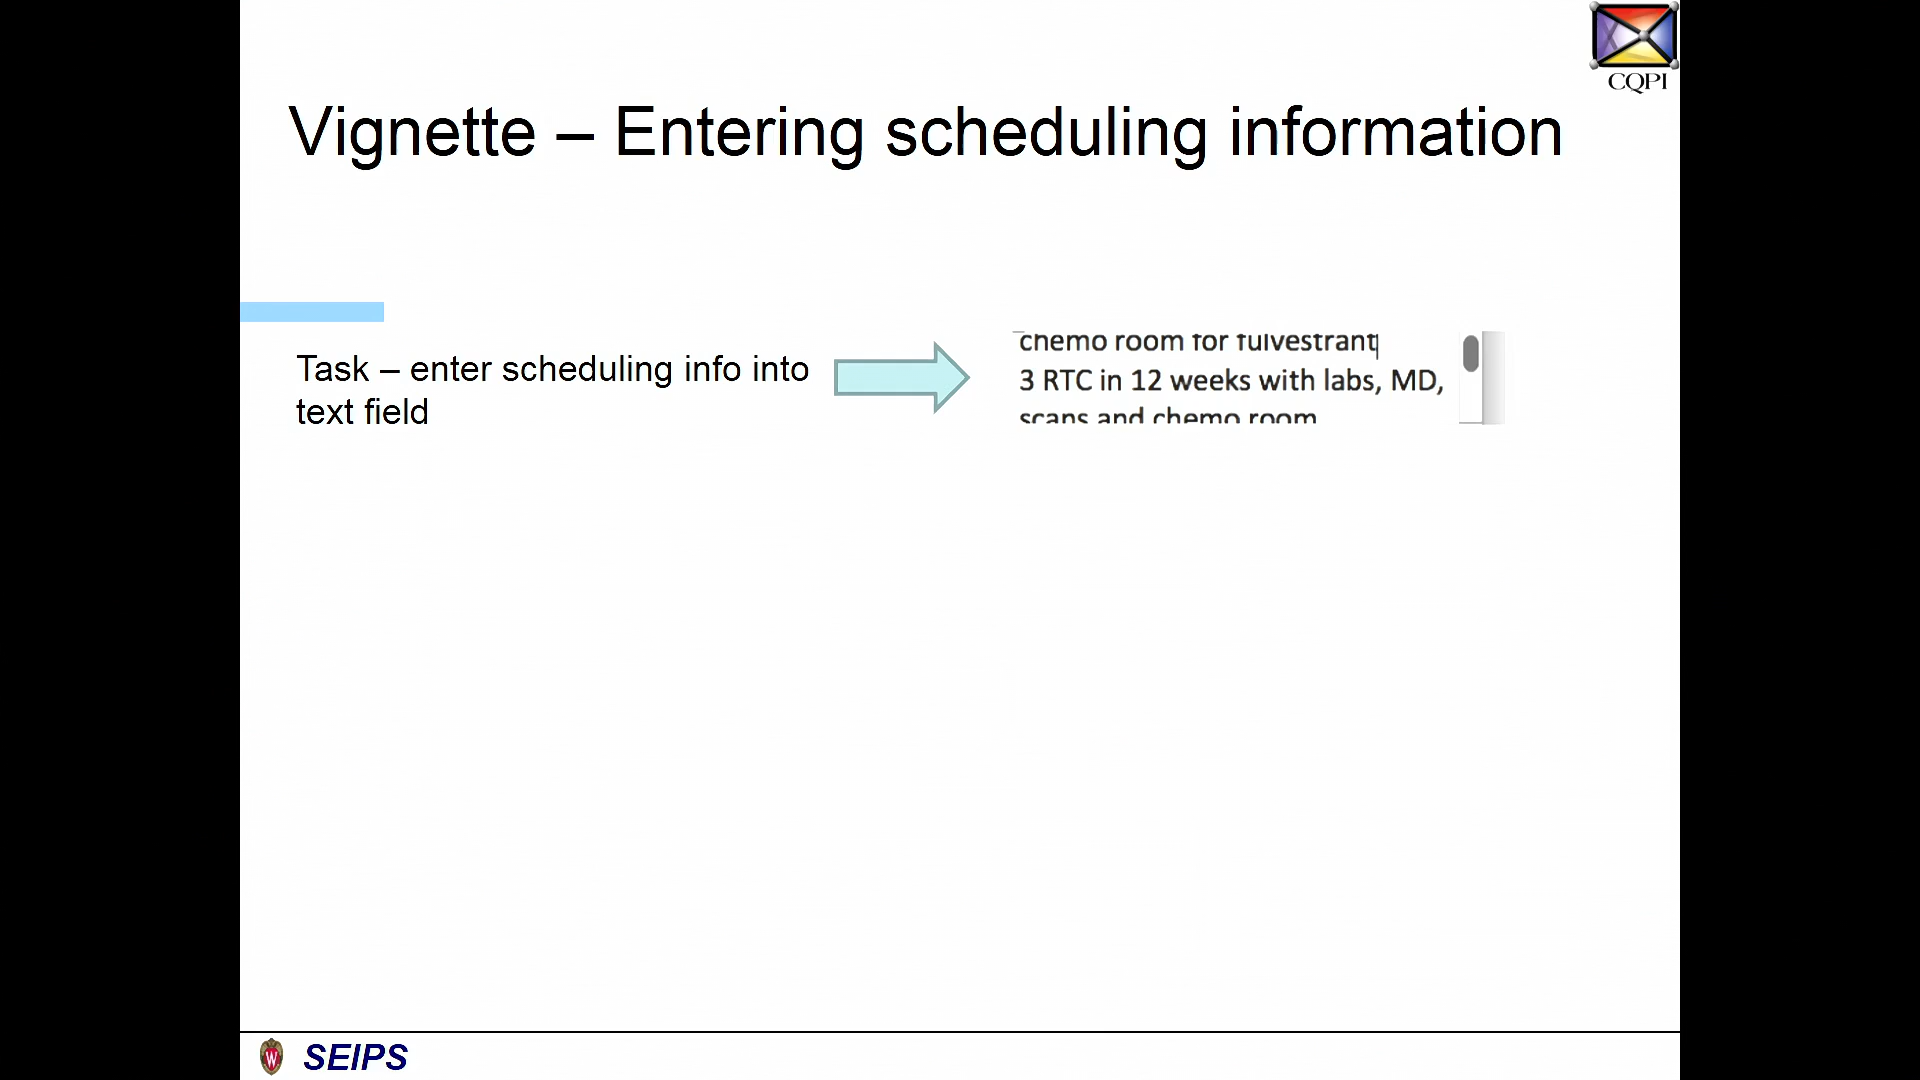 CQPI
Vignette – Entering scheduling information
Task – enter scheduling info into
text field
chemo room for fulvestrant
3 RTC in 12 weeks with labs, MD,
scans and chemo room
W
SEIPS